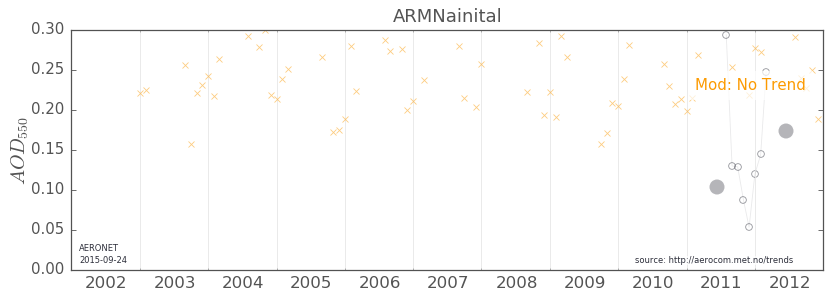 ARMNainital
0.30
0.25
0.20
0.15
0.10
0.05
0.00
AOD550
Mod: No Trend
AERONET
2015-09-24
source: http://aerocom.met.no/trends
2002 2003 2004 2005 2006 2007 2008 2009 2010 2011 2012